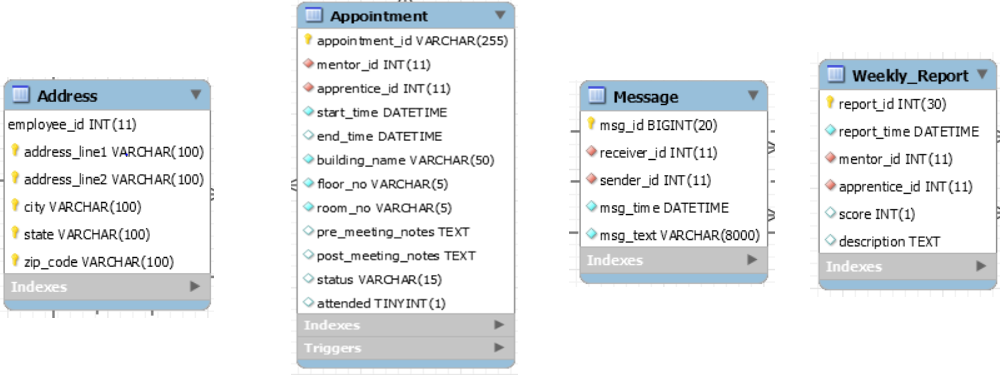 Address
employee_id INT(11)
address_line1 VARCHAR(100)
address_line2 VARCHAR(100)
city VARCHAR(100)
state VARCHAR(100)
zip_code VARCHAR(100)
Indexes
Appointment
appointment_id VARCHAR(255)
mentor_id INT(11)
apprentice_id INT(11)
start_time DATETIME
end_time DATETIME
building_name VARCHAR(50)
floor_no VARCHAR(5)
room_no VARCHAR(5)
pre_meeting_notes TEXT
post_meeting_notes TEXT
status VARCHAR(15)
attended TINYINT(1)
Indexes
Triggers
Message
msg_id BIGINT(20)
receiver_id INT(11)
sender_id INT(11)
msg_time DATETIME
msg_text VARCHAR(8000)
Indexes
Weekly_Report
report_id INT(30)
report_time DATETIME
mentor_id INT(11)
apprentice_id INT(11)
score INT(1)
description TEXT
Indexes